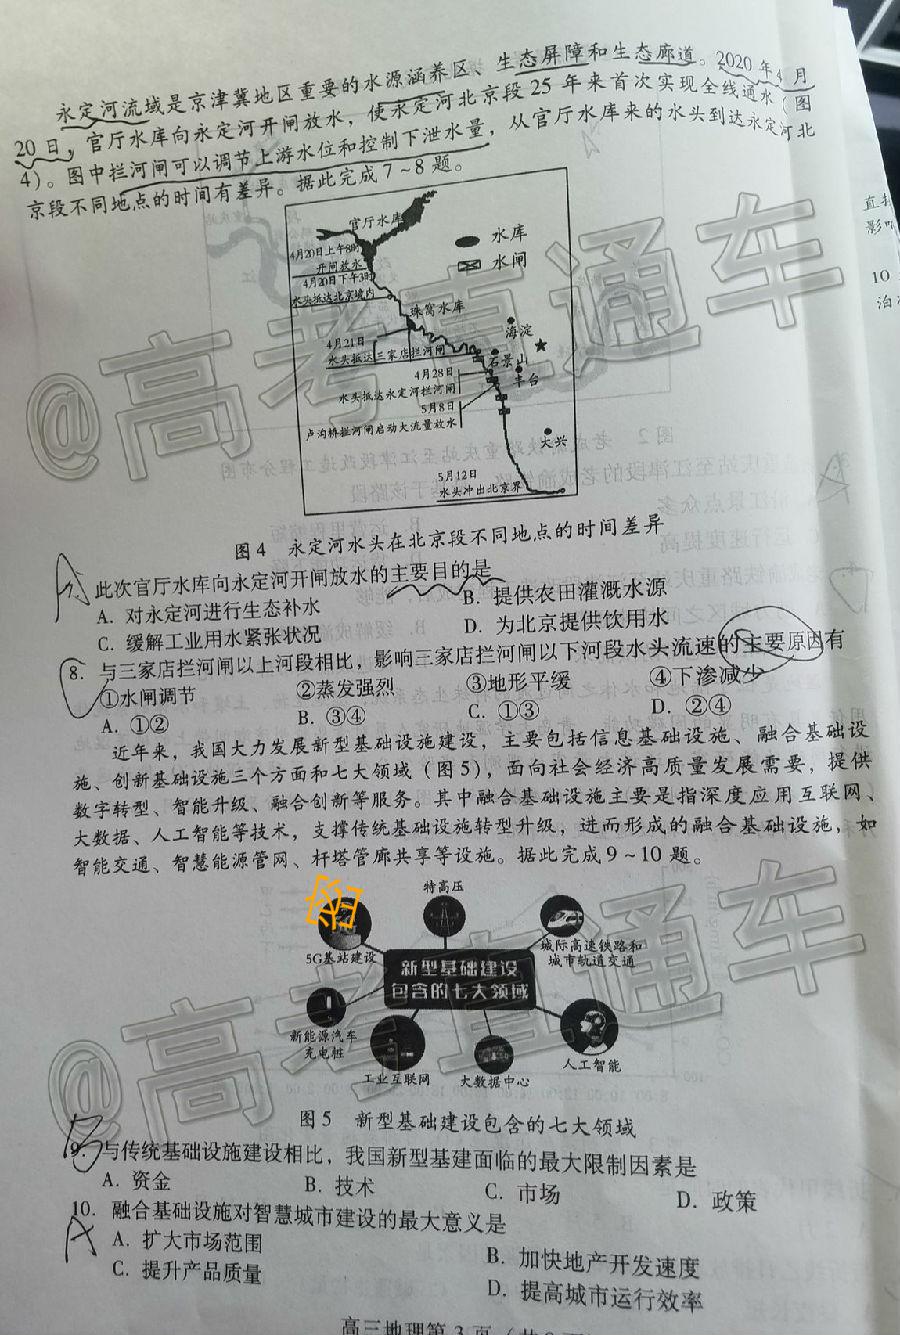 永定河流域是京津冀地区重要的水源涵养区、生态屏障和生态廊道。2020年4月
20日，官厅水库向永定河开闸放水，使永定河北京段25年来首次实现全线通水（图
4）。图中拦河闸可以调节上游水位和控制下泄水量，从官厅水库来的水头到达永定河北
京段不同地点的时间有差异。据此完成7~8题。
官厅水库
水库
水闸
4月20日上午8时
开闸放水
4月20日下午3时
水头抵达北京境内
珠窝水库
海淀
4月21日
水头抵达三家店拦河闸
石景山
4月28日
丰台
水头抵达永定河拦河闸
5月8日
卢沟桥拦河闸启动大流量放水
大兴
5月12日
水头冲出北京界
图4 永定河水头在北京段不同地点的时间差异
A
此次官厅水库向永定河开闸放水的主要目的是
A. 对永定河进行生态补水
B. 提供农田灌溉水源
C. 缓解工业用水紧张状况
D. 为北京提供饮用水
8. 与三家店拦河闸以上河段相比，影响三家店拦河闸以下河段水头流速的主要原因有
①水闸调节 ②蒸发强烈 ③地形平缓 ④下渗减少
A. ①② B. ③④ C. ①③ D. ②④
近年来，我国大力发展新型基础设施建设，主要包括信息基础设施、融合基础设
施、创新基础设施三个方面和七大领域（图5），面向社会经济高质量发展需要，提供
数字转型、智能升级、融合创新等服务。其中融合基础设施主要是指深度应用互联网、
大数据、人工智能等技术，支撑传统基础设施转型升级，进而形成的融合基础设施，如
智能交通、智慧能源管网、杆塔管廊共享等设施。据此完成9~10题。
密
特高压
5G基站建设
城际高速铁路和
城市轨道交通
新型基础建设
包含的七大领域
新能源汽车
充电桩
工业互联网
大数据中心
人工智能
图5 新型基础建设包含的七大领域
B
9. 与传统基础设施建设相比，我国新型基建面临的最大限制因素是
A. 资金 B. 技术 C. 市场 D. 政策
10. 融合基础设施对智慧城市建设的最大意义是
A
A. 扩大市场范围
B. 加快地产开发速度
C. 提升产品质量
D. 提高城市运行效率
高三地理第3页
@高考直通车
@高考直通车